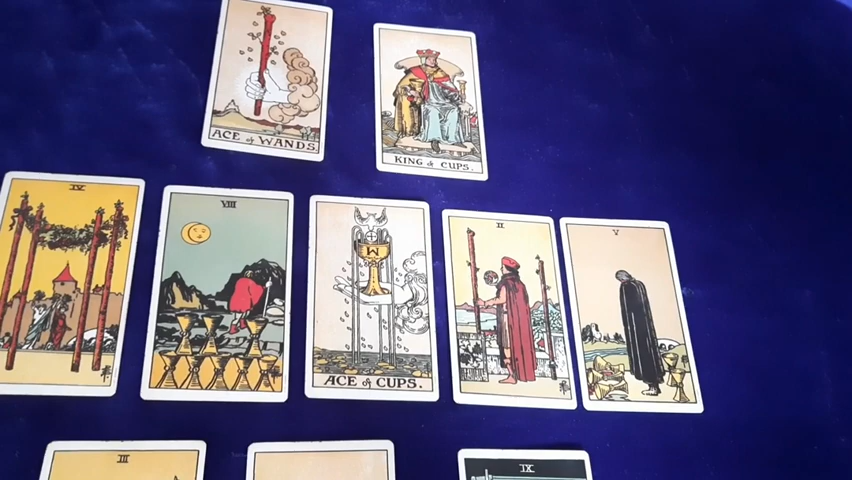 ACE of WANDS.
KING of CUPS.
IV
VIII
ACE of CUPS.
II
V
III
IX